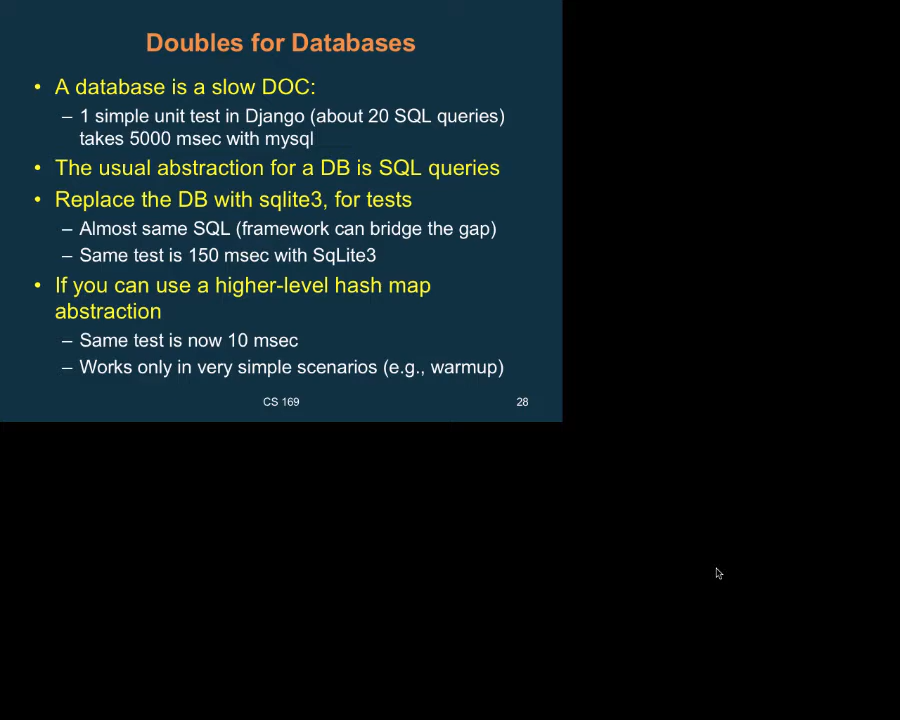 Doubles for Databases
• A database is a slow DOC:
– 1 simple unit test in Django (about 20 SQL queries)
takes 5000 msec with mysql
• The usual abstraction for a DB is SQL queries
• Replace the DB with sqlite3, for tests
– Almost same SQL (framework can bridge the gap)
– Same test is 150 msec with SqLite3
• If you can use a higher-level hash map
abstraction
– Same test is now 10 msec
– Works only in very simple scenarios (e.g., warmup)
CS 169
28